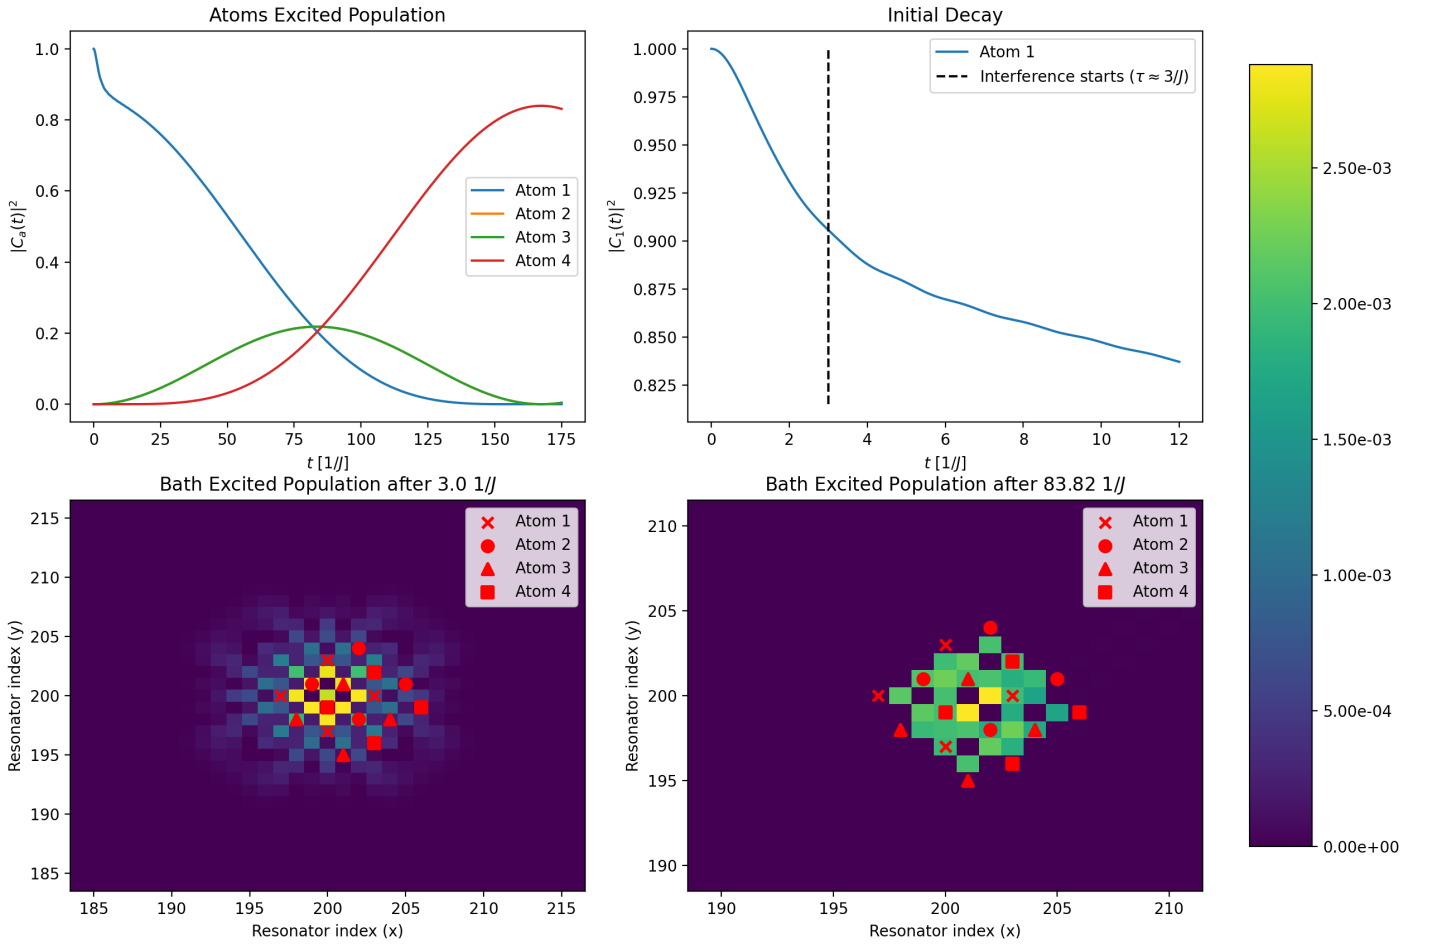 Atoms Excited Population
1.0
0.8
0.6
0.4
0.2
0.0
|C_a(t)|²
Atom 1
Atom 2
Atom 3
Atom 4
0 25 50 75 100 125 150 175
t [1/J]
Initial Decay
1.000
0.975
0.950
0.925
0.900
0.875
0.850
0.825
|C_1(t)|²
Atom 1
Interference starts (τ ≈ 3/J)
0 2 4 6 8 10 12
t [1/J]
Bath Excited Population after 3.0 1/J
215
210
205
200
195
190
185
Resonator index (y)
Atom 1
Atom 2
Atom 3
Atom 4
185 190 195 200 205 210 215
Resonator index (x)
Bath Excited Population after 83.82 1/J
210
205
200
195
190
Resonator index (y)
Atom 1
Atom 2
Atom 3
Atom 4
190 195 200 205 210
Resonator index (x)
2.50e-03
2.00e-03
1.50e-03
1.00e-03
5.00e-04
0.00e+00